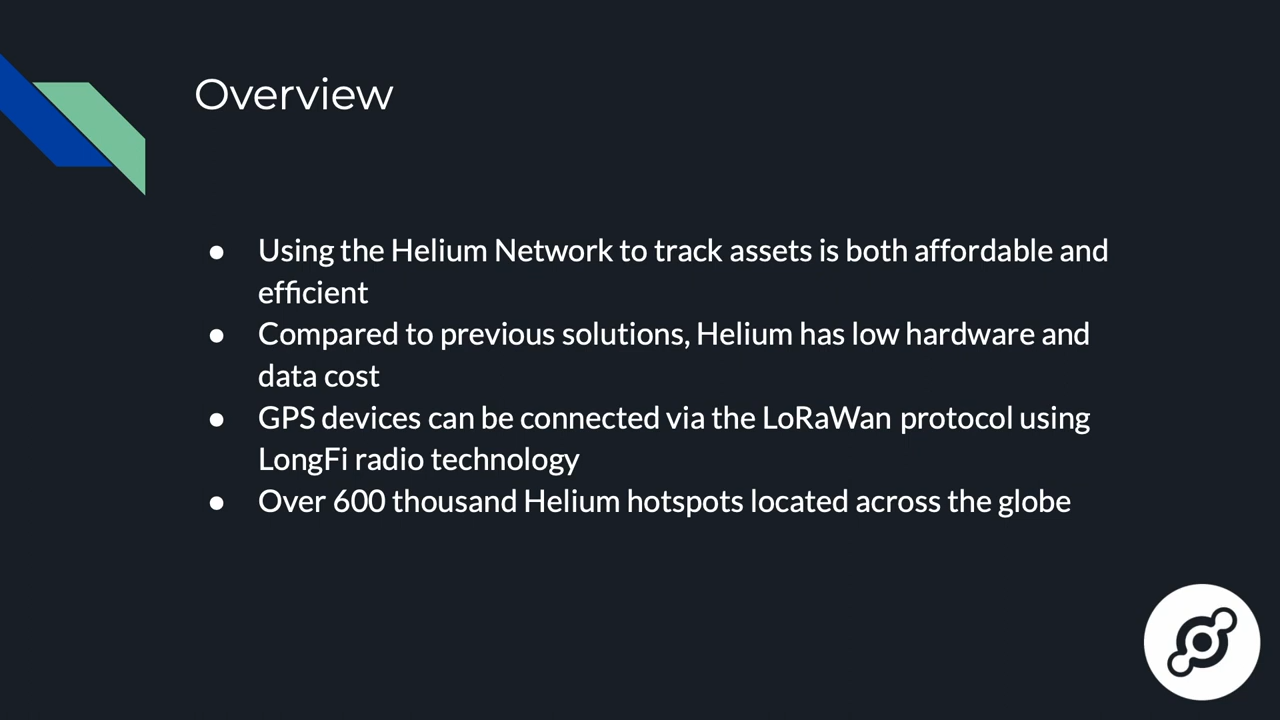 Overview
● Using the Helium Network to track assets is both affordable and
efficient
● Compared to previous solutions, Helium has low hardware and
data cost
● GPS devices can be connected via the LoRaWan protocol using
LongFi radio technology
● Over 600 thousand Helium hotspots located across the globe